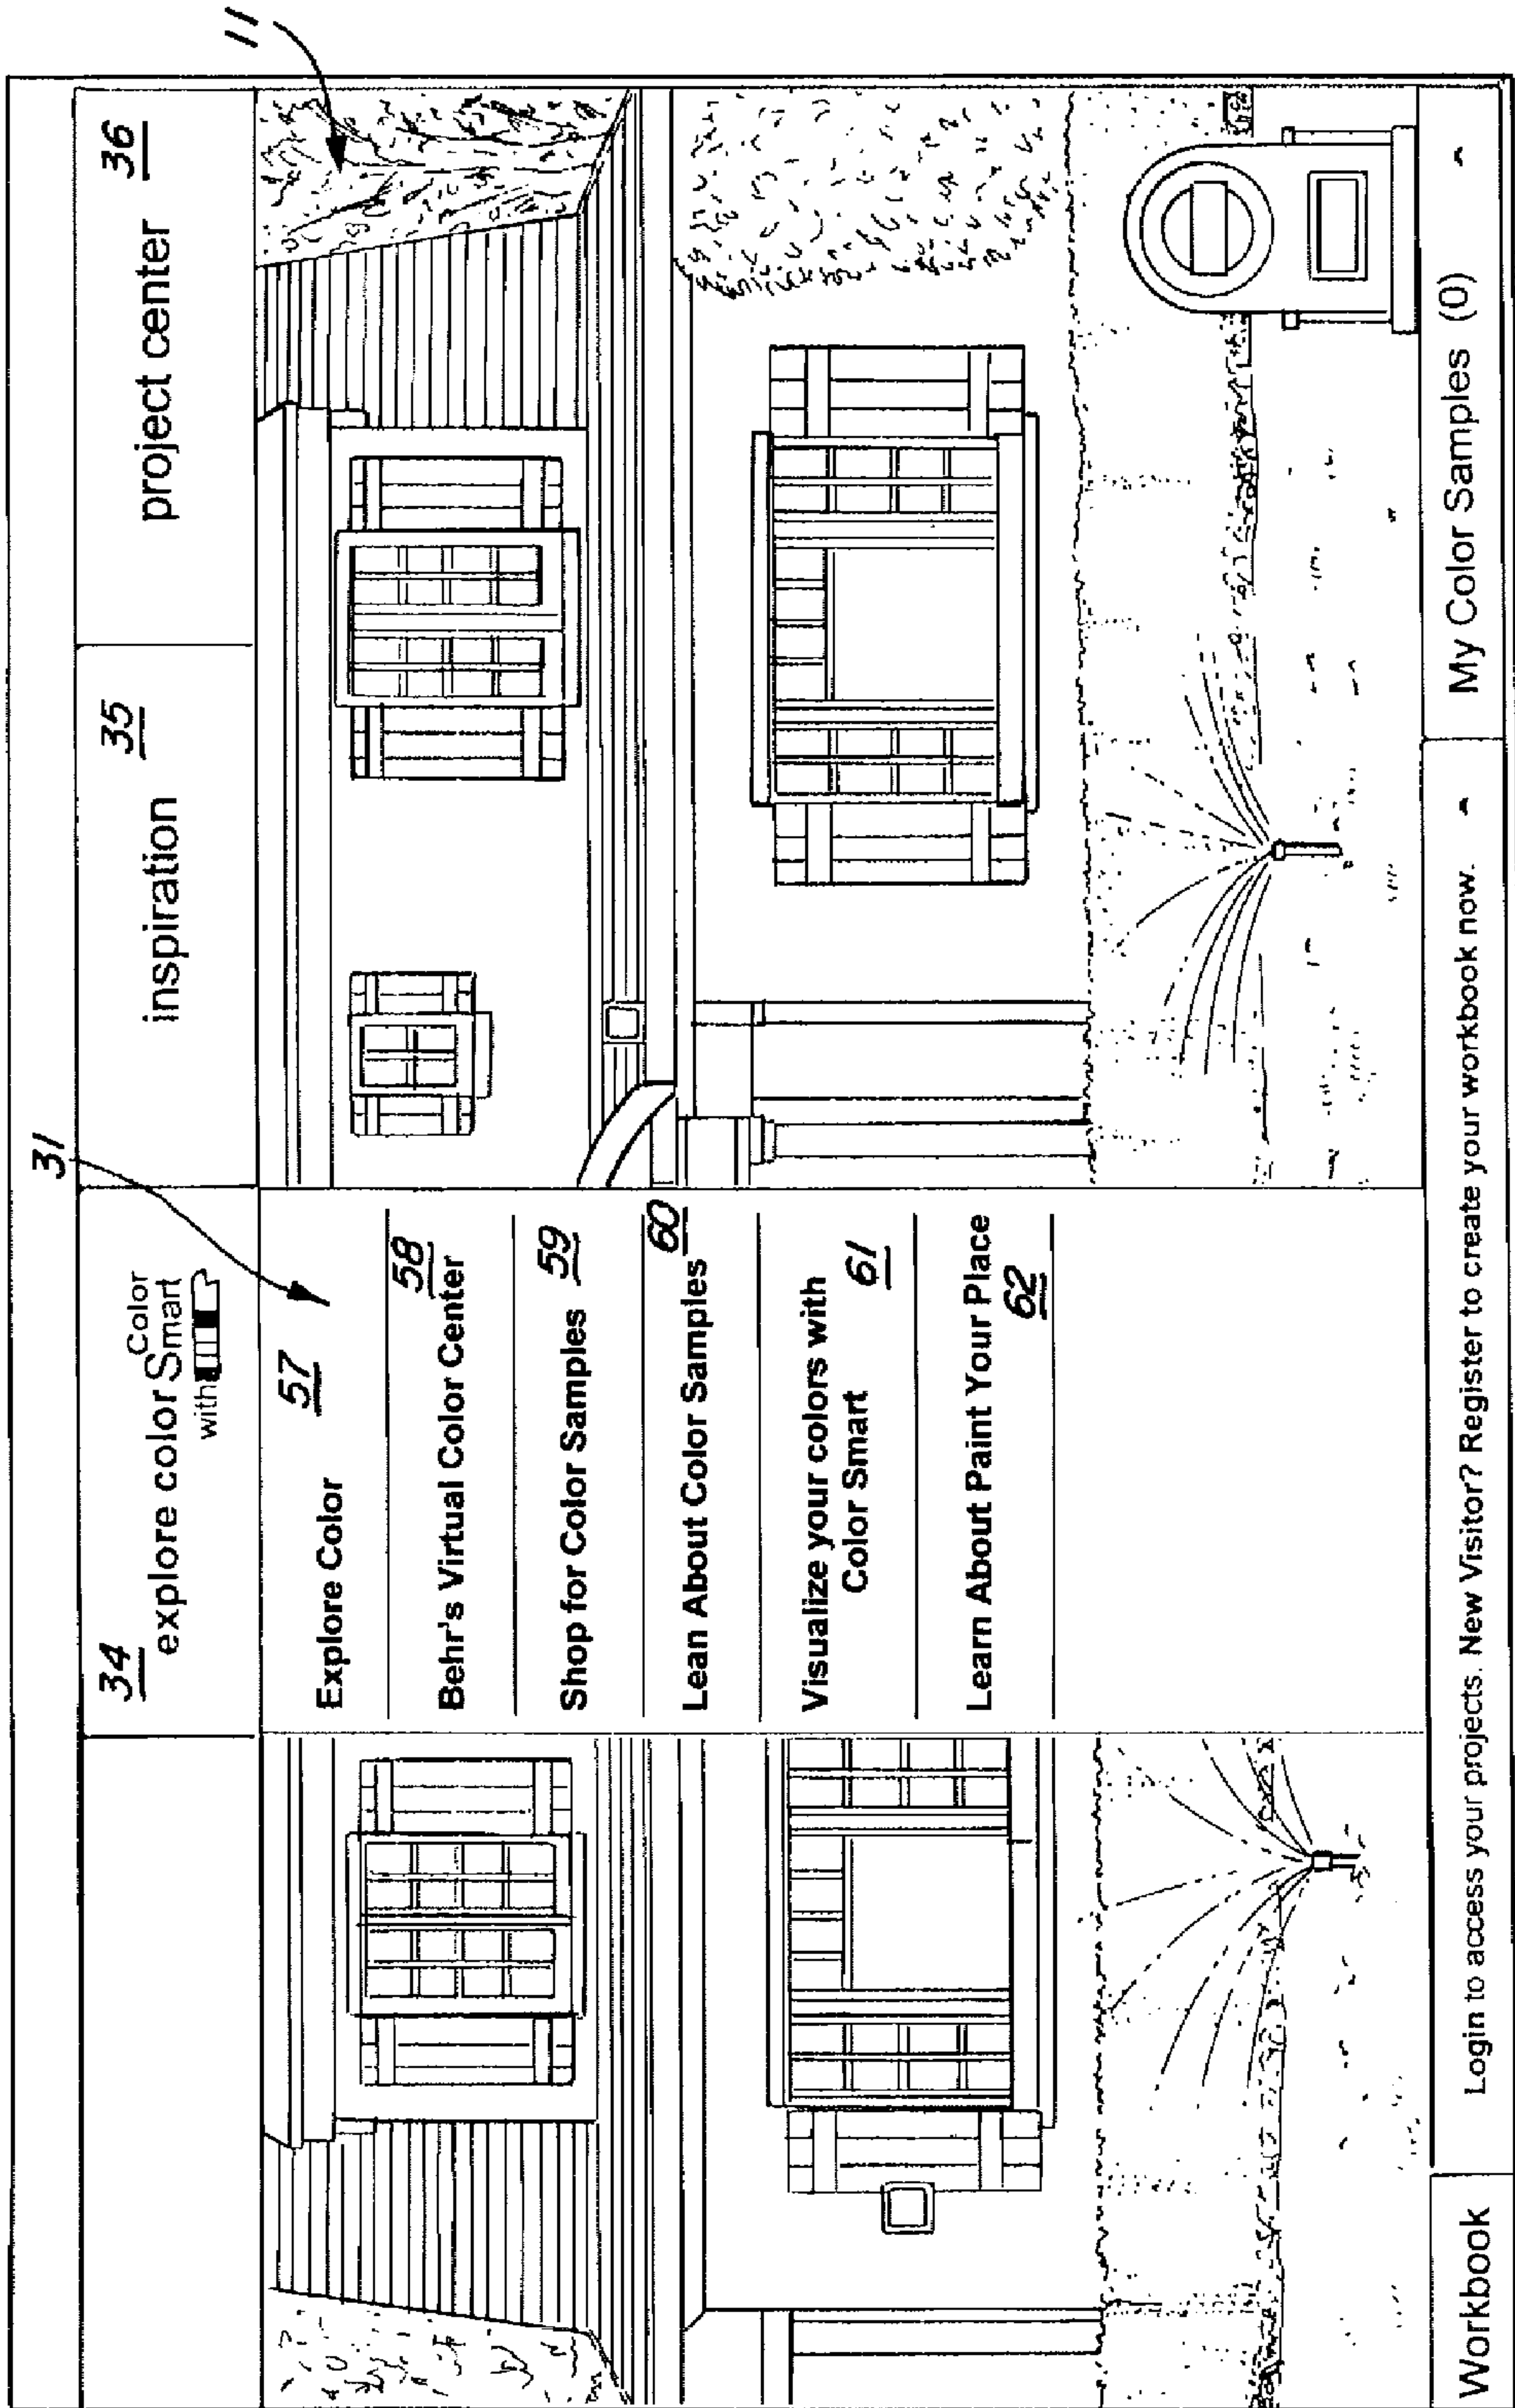 31
11
34
explore color Color Smart
with
35
inspiration
36
project center
Explore Color 57
Behr's Virtual Color Center 58
Shop for Color Samples 59
Lean About Color Samples 60
Visualize your colors with
Color Smart 61
Learn About Paint Your Place
62
Workbook
Login to access your projects. New Visitor? Register to create your workbook now.
My Color Samples (0)